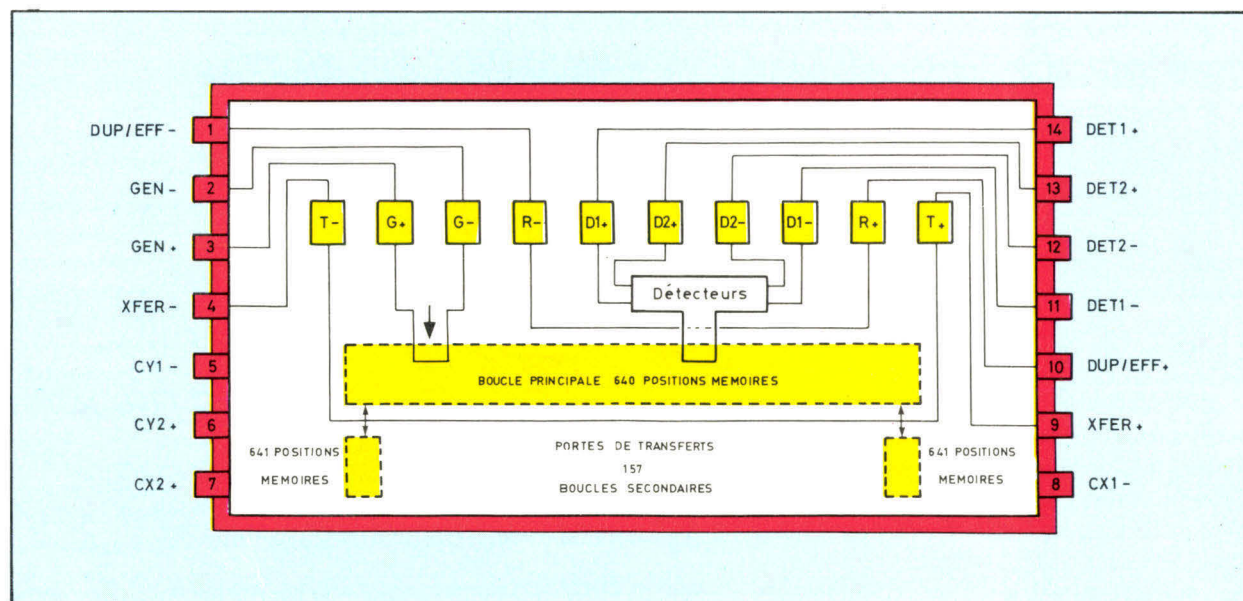 DUP/EFF - 1
GEN - 2
GEN + 3
XFER - 4
CY1 - 5
CY2 + 6
CX2 + 7
14 DET1 +
13 DET2 +
12 DET2 -
11 DET1 -
10 DUP/EFF +
9 XFER +
8 CX1 -
T- G+ G- R- D1+ D2+ D2- D1- R+ T+
Détecteurs
BOUCLE PRINCIPALE 640 POSITIONS MEMOIRES
641 POSITIONS
MEMOIRES
PORTES DE TRANSFERTS
157
BOUCLES SECONDAIRES
641 POSITIONS
MEMOIRES